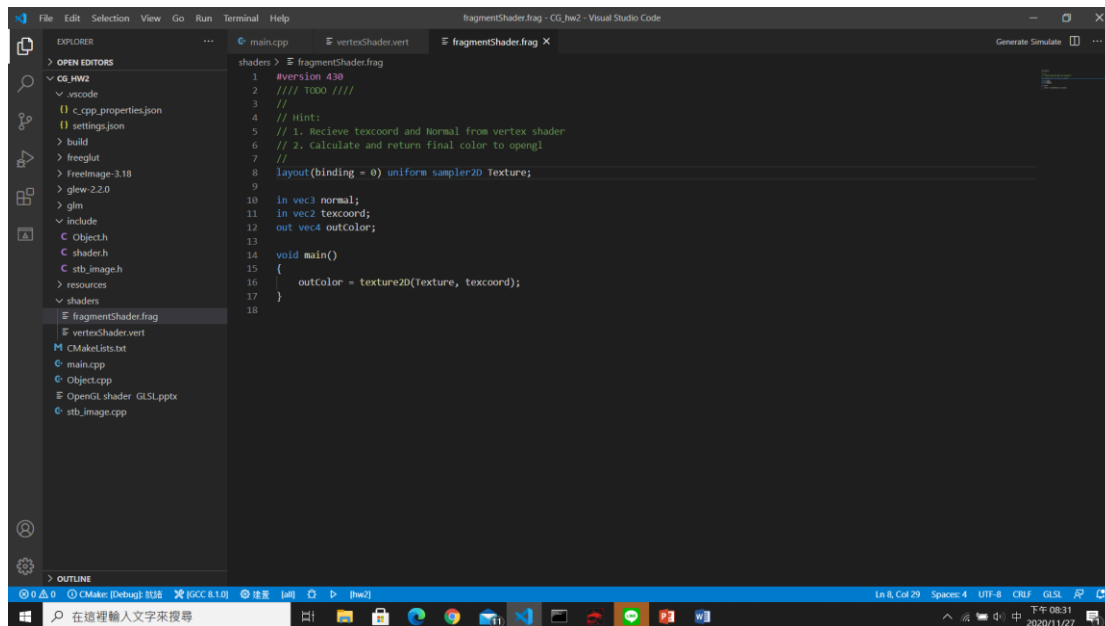 File Edit Selection View Go Run Terminal Help
fragmentShader.frag - CG_hw2 - Visual Studio Code
EXPLORER
main.cpp
vertexShader.vert
fragmentShader.frag
Generate Simulate
OPEN EDITORS
CG_HW2
.vscode
c_cpp_properties.json
settings.json
build
freeglut
FreeImage-3.18
glew-2.2.0
glm
include
Object.h
shader.h
stb_image.h
resources
shaders
fragmentShader.frag
vertexShader.vert
CMakeLists.txt
main.cpp
Object.cpp
OpenGL shader GLSL.pptx
stb_image.cpp
OUTLINE
shaders > fragmentShader.frag
1 #version 430
2 //// TODO ////
3 //
4 // Hint:
5 // 1. Recieve texcoord and Normal from vertex shader
6 // 2. Calculate and return final color to opengl
7 //
8 layout(binding = 0) uniform sampler2D Texture;
9
10 in vec3 normal;
11 in vec2 texcoord;
12 out vec4 outColor;
13
14 void main()
15 {
16 outColor = texture2D(Texture, texcoord);
17 }
18
0 0 CMake: [Debug]: 就緒 [GCC 8.1.0] 建置 [all] [hw2]
Ln 8, Col 29 Spaces: 4 UTF-8 CRLF GLSL
在這裡輸入文字來搜尋
中 下午 08:31
2020/11/27